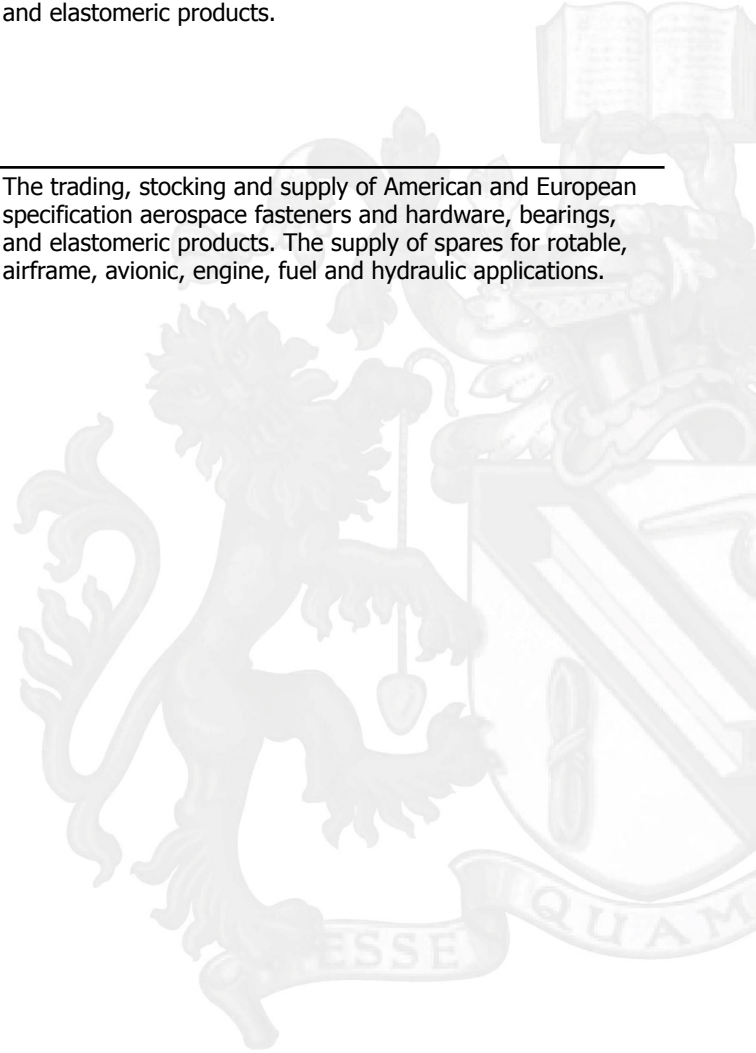 and elastomeric products.
The trading, stocking and supply of American and European
specification aerospace fasteners and hardware, bearings,
and elastomeric products. The supply of spares for rotable,
airframe, avionic, engine, fuel and hydraulic applications.
ESSE
QUAM